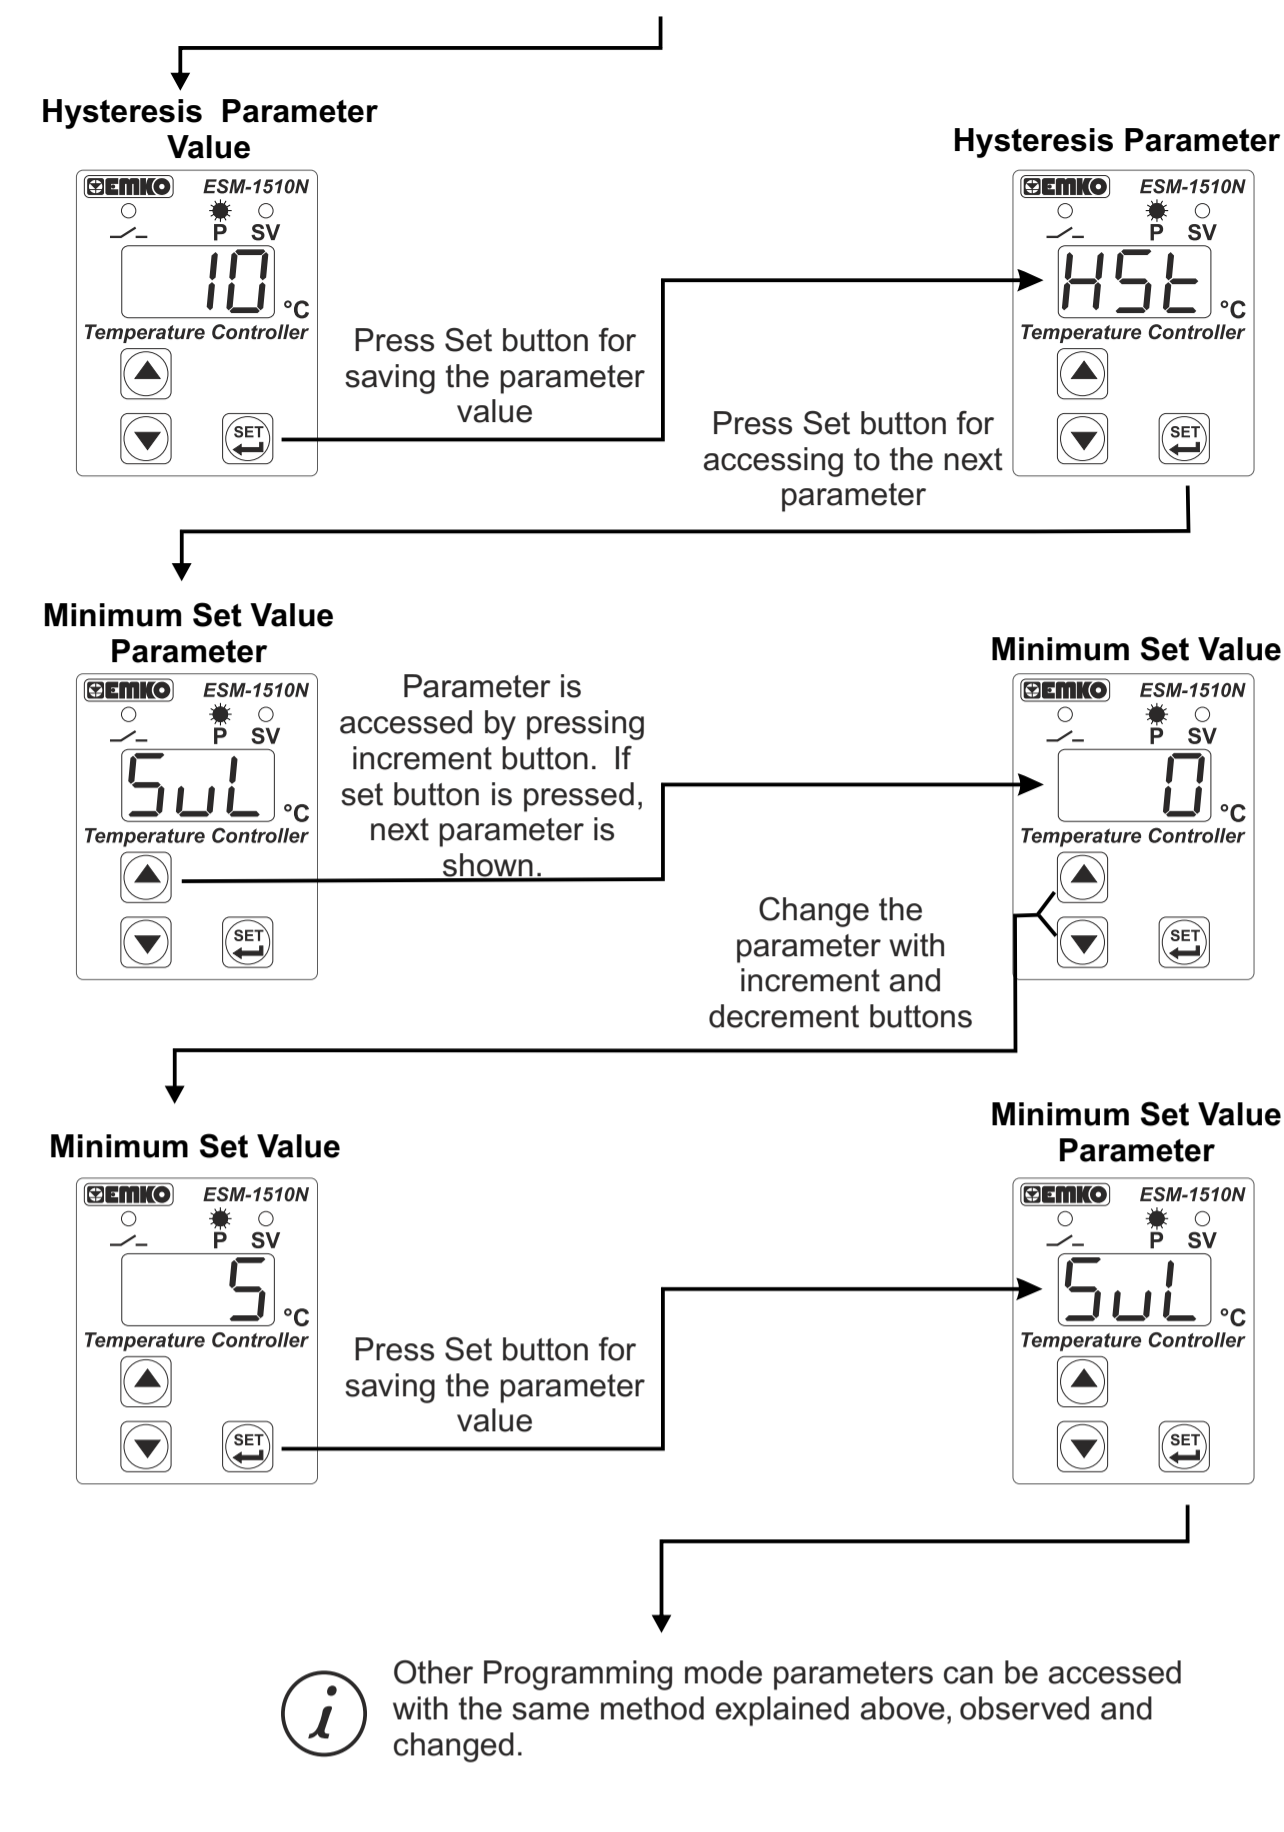 Hysteresis Parameter
Value
EMKO ESM-1510N
P SV
10
°C
Temperature Controller
SET
Press Set button for
saving the parameter
value
Hysteresis Parameter
EMKO ESM-1510N
P SV
HSt
°C
Temperature Controller
SET
Press Set button for
accessing to the next
parameter
Minimum Set Value
Parameter
EMKO ESM-1510N
P SV
SuL
°C
Temperature Controller
SET
Parameter is
accessed by pressing
increment button. If
set button is pressed,
next parameter is
shown.
Minimum Set Value
EMKO ESM-1510N
P SV
0
°C
Temperature Controller
SET
Change the
parameter with
increment and
decrement buttons
Minimum Set Value
EMKO ESM-1510N
P SV
5
°C
Temperature Controller
SET
Press Set button for
saving the parameter
value
Minimum Set Value
Parameter
EMKO ESM-1510N
P SV
SuL
°C
Temperature Controller
SET
i
Other Programming mode parameters can be accessed
with the same method explained above, observed and
changed.